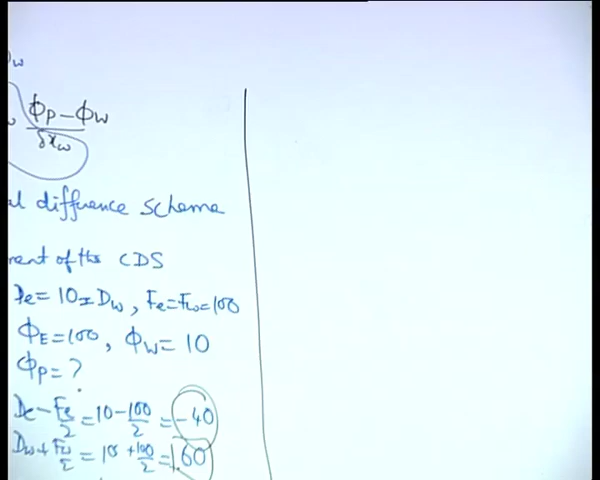 Dw
ΦP − ΦW / δxw
al difference scheme
ment of the CDS
De = 10 = Dw, Fe = Fw = 100
ΦE = 100, ΦW = 10
ΦP = ?
De − Fe/2 = 10 − 100/2 = −40
Dw + Fw/2 = 10 + 100/2 = 60